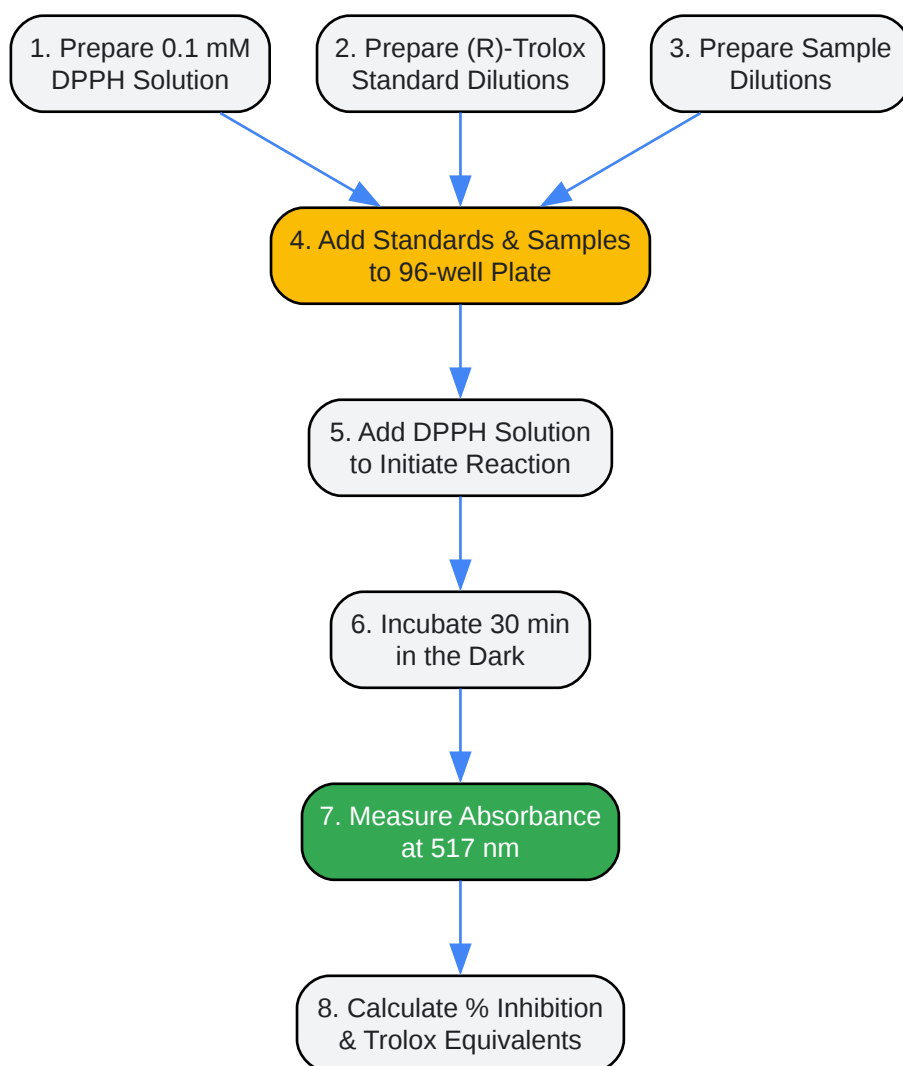 1. Prepare 0.1 mM
DPPH Solution
2. Prepare (R)-Trolox
Standard Dilutions
3. Prepare Sample
Dilutions
4. Add Standards & Samples
to 96-well Plate
5. Add DPPH Solution
to Initiate Reaction
6. Incubate 30 min
in the Dark
7. Measure Absorbance
at 517 nm
8. Calculate % Inhibition
& Trolox Equivalents